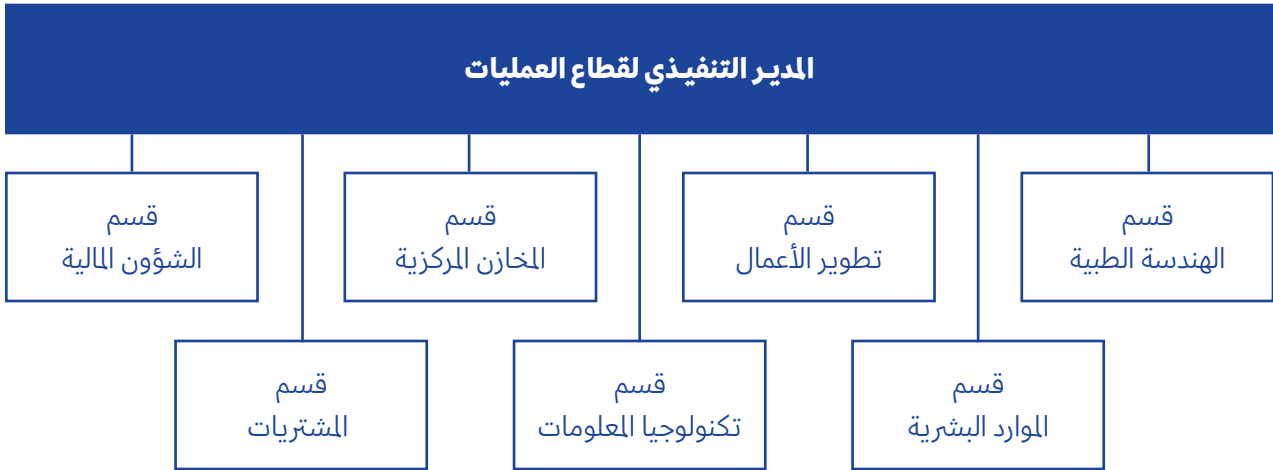 المدير التنفيذي لقطاع العمليات
قسم
الهندسة الطبية
قسم
تطوير الأعمال
قسم
المخازن المركزية
قسم
الشؤون المالية
قسم
الموارد البشرية
قسم
تكنولوجيا المعلومات
قسم
المشتريات